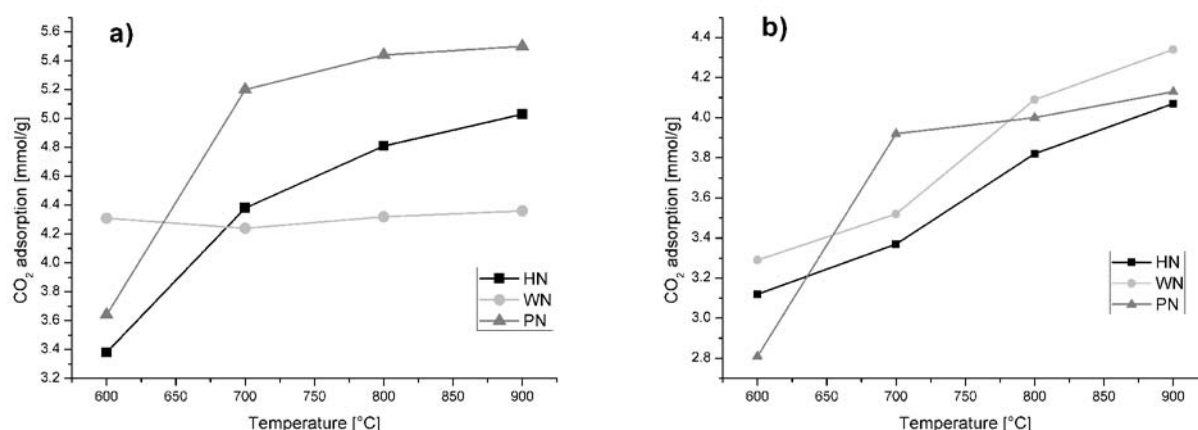 a)
CO₂ adsorption [mmol/g]
5.6
5.4
5.2
5.0
4.8
4.6
4.4
4.2
4.0
3.8
3.6
3.4
3.2
HN
WN
PN
600 650 700 750 800 850 900
Temperature [°C]
b)
CO₂ adsorption [mmol/g]
4.4
4.2
4.0
3.8
3.6
3.4
3.2
3.0
2.8
HN
WN
PN
600 650 700 750 800 850 900
Temperature [°C]